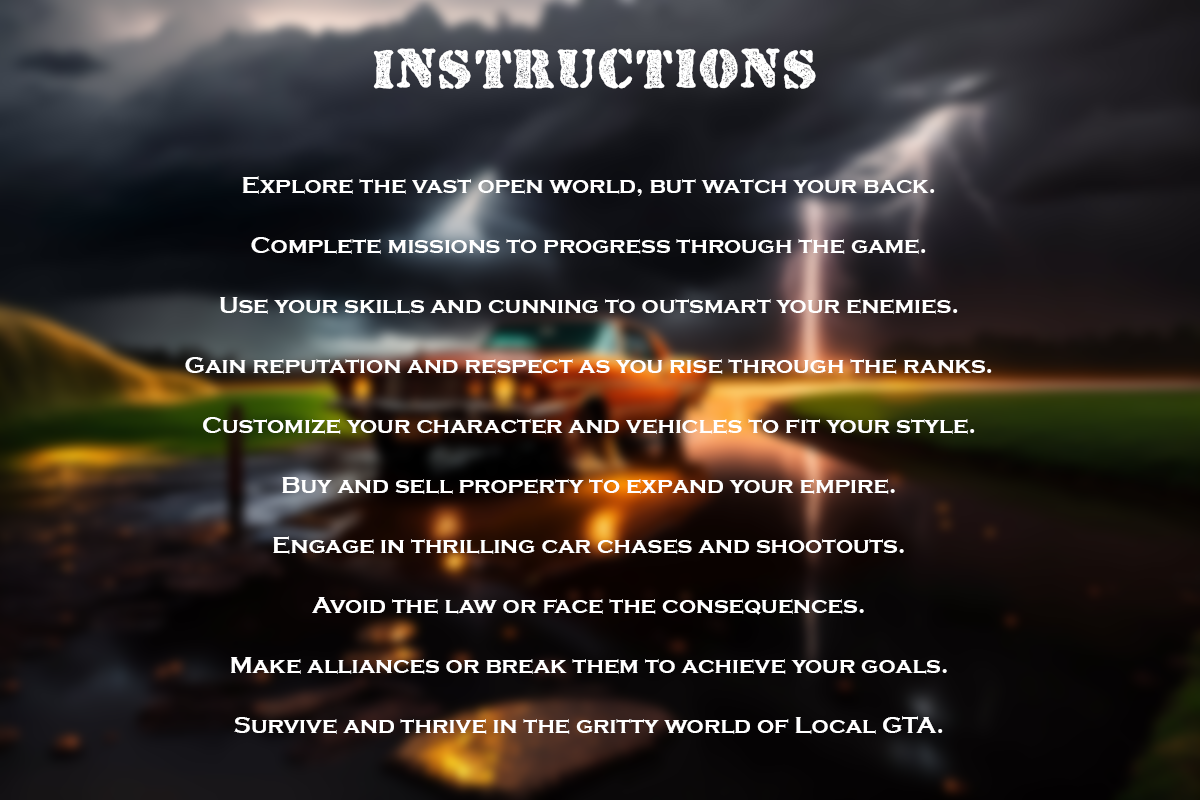 INSTRUCTIONS
Explore the vast open world, but watch your back.
Complete missions to progress through the game.
Use your skills and cunning to outsmart your enemies.
Gain reputation and respect as you rise through the ranks.
Customize your character and vehicles to fit your style.
Buy and sell property to expand your empire.
Engage in thrilling car chases and shootouts.
Avoid the law or face the consequences.
Make alliances or break them to achieve your goals.
Survive and thrive in the gritty world of Local GTA.